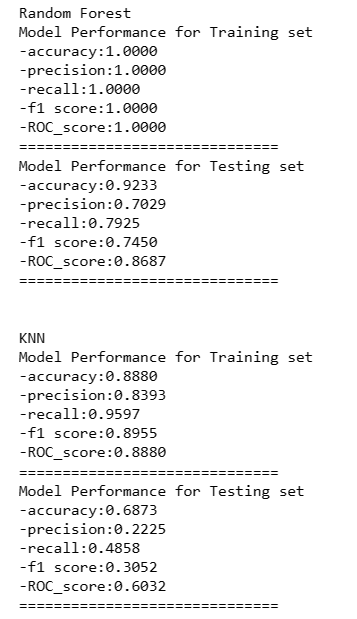 Random Forest
Model Performance for Training set
-accuracy:1.0000
-precision:1.0000
-recall:1.0000
-f1 score:1.0000
-ROC_score:1.0000
==============================
Model Performance for Testing set
-accuracy:0.9233
-precision:0.7029
-recall:0.7925
-f1 score:0.7450
-ROC_score:0.8687
==============================
KNN
Model Performance for Training set
-accuracy:0.8880
-precision:0.8393
-recall:0.9597
-f1 score:0.8955
-ROC_score:0.8880
==============================
Model Performance for Testing set
-accuracy:0.6873
-precision:0.2225
-recall:0.4858
-f1 score:0.3052
-ROC_score:0.6032
==============================